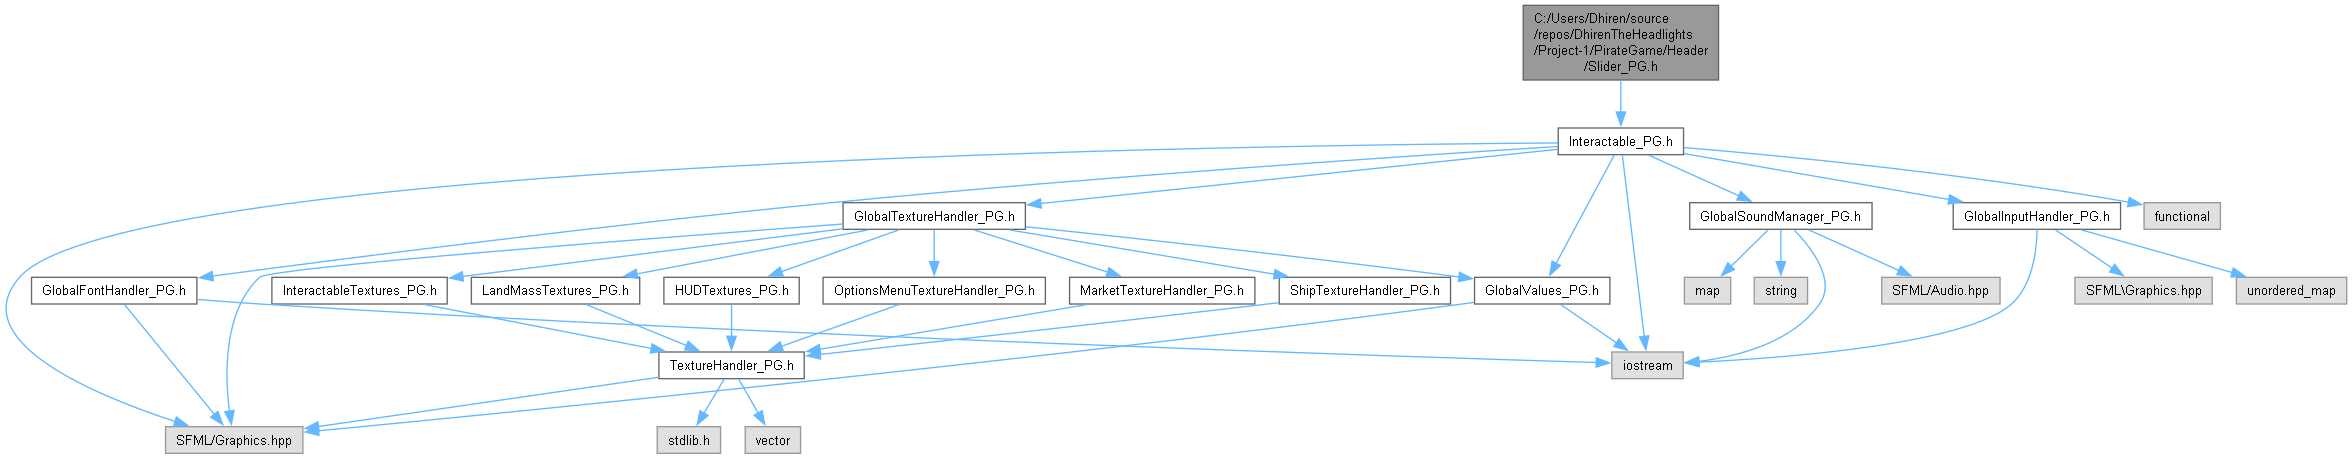 C:/Users/Dhiren/source
/repos/DhirenTheHeadlights
/Project-1/PirateGame/Header
/Slider_PG.h
Interactable_PG.h
GlobalTextureHandler_PG.h
GlobalSoundManager_PG.h
GlobalInputHandler_PG.h
functional
GlobalFontHandler_PG.h
InteractableTextures_PG.h
LandMassTextures_PG.h
HUDTextures_PG.h
OptionsMenuTextureHandler_PG.h
MarketTextureHandler_PG.h
ShipTextureHandler_PG.h
GlobalValues_PG.h
map
string
SFML/Audio.hpp
SFML\Graphics.hpp
unordered_map
TextureHandler_PG.h
iostream
SFML/Graphics.hpp
stdlib.h
vector